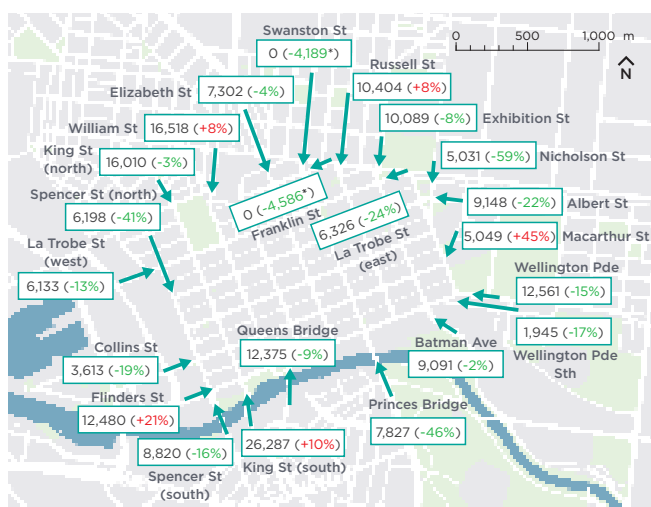 Swanston St
0 (-4,189*)
0 500 1,000 m
N
Russell St
10,404 (+8%)
Elizabeth St 7,302 (-4%)
10,089 (-8%) Exhibition St
William St 16,518 (+8%)
King St
(north) 16,010 (-3%)
5,031 (-59%) Nicholson St
Spencer St (north)
6,198 (-41%)
0 (-4,586*)
Franklin St
6,326 (-24%)
La Trobe St
(east)
9,148 (-22%) Albert St
5,049 (+45%) Macarthur St
La Trobe St
(west)
6,133 (-13%)
Wellington Pde
12,561 (-15%)
1,945 (-17%)
Wellington Pde
Sth
Queens Bridge
12,375 (-9%)
Batman Ave
9,091 (-2%)
Collins St
3,613 (-19%)
Flinders St
12,480 (+21%)
Princes Bridge
7,827 (-46%)
8,820 (-16%)
Spencer St
(south)
26,287 (+10%)
King St (south)